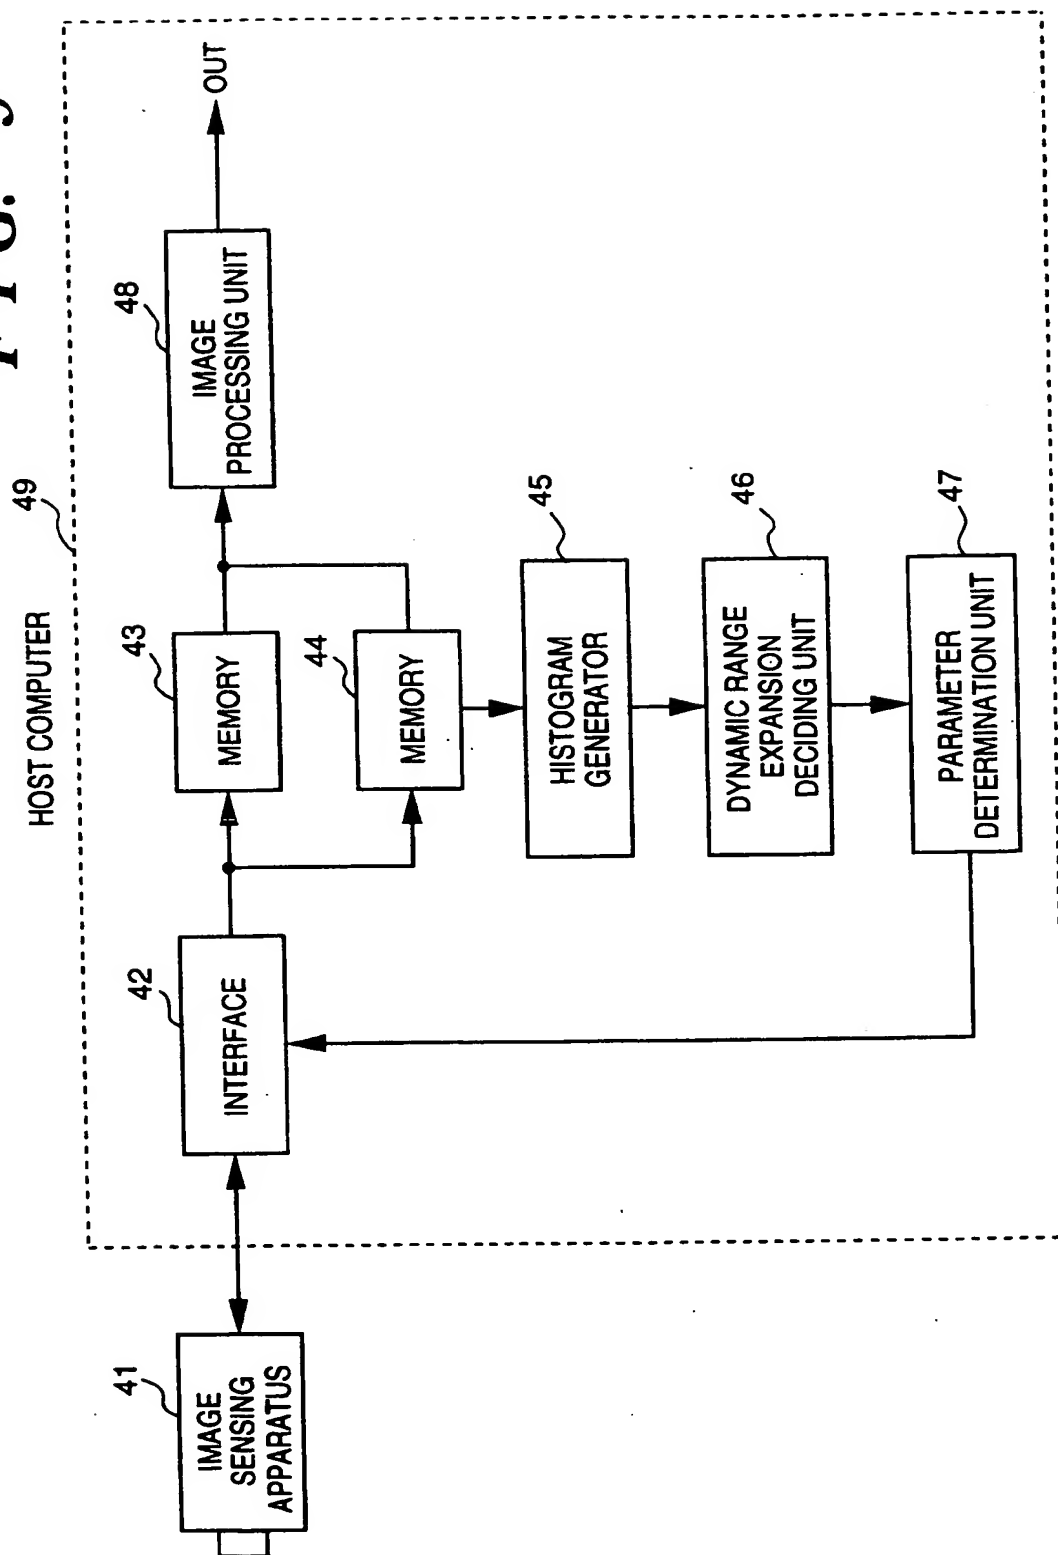 FIG.
HOST COMPUTER
49
41
IMAGE
SENSING
APPARATUS
42
INTERFACE
43
MEMORY
44
MEMORY
48
IMAGE
PROCESSING UNIT
OUT
45
HISTOGRAM
GENERATOR
46
DYNAMIC RANGE
EXPANSION
DECIDING UNIT
47
PARAMETER
DETERMINATION UNIT